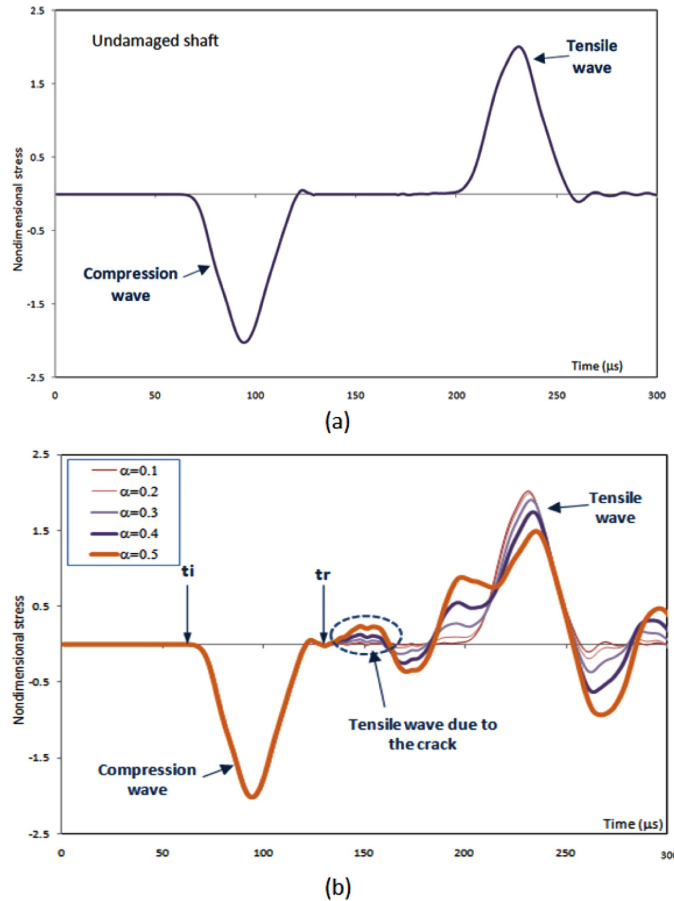 2.5
Undamaged shaft
Tensile
wave
1.5
0.5
Nondimensional stress
-0.5
Compression
wave
-1.5
Time (µs)
-2.5
0 50 100 150 200 250 300
(a)
2.5
α=0.1
α=0.2
α=0.3
α=0.4
α=0.5
Tensile
wave
1.5
ti tr
0.5
Nondimensional stress
-0.5
Tensile wave due to
the crack
Compression
wave
-1.5
Time (µs)
-2.5
0 50 100 150 200 250 300
(b)